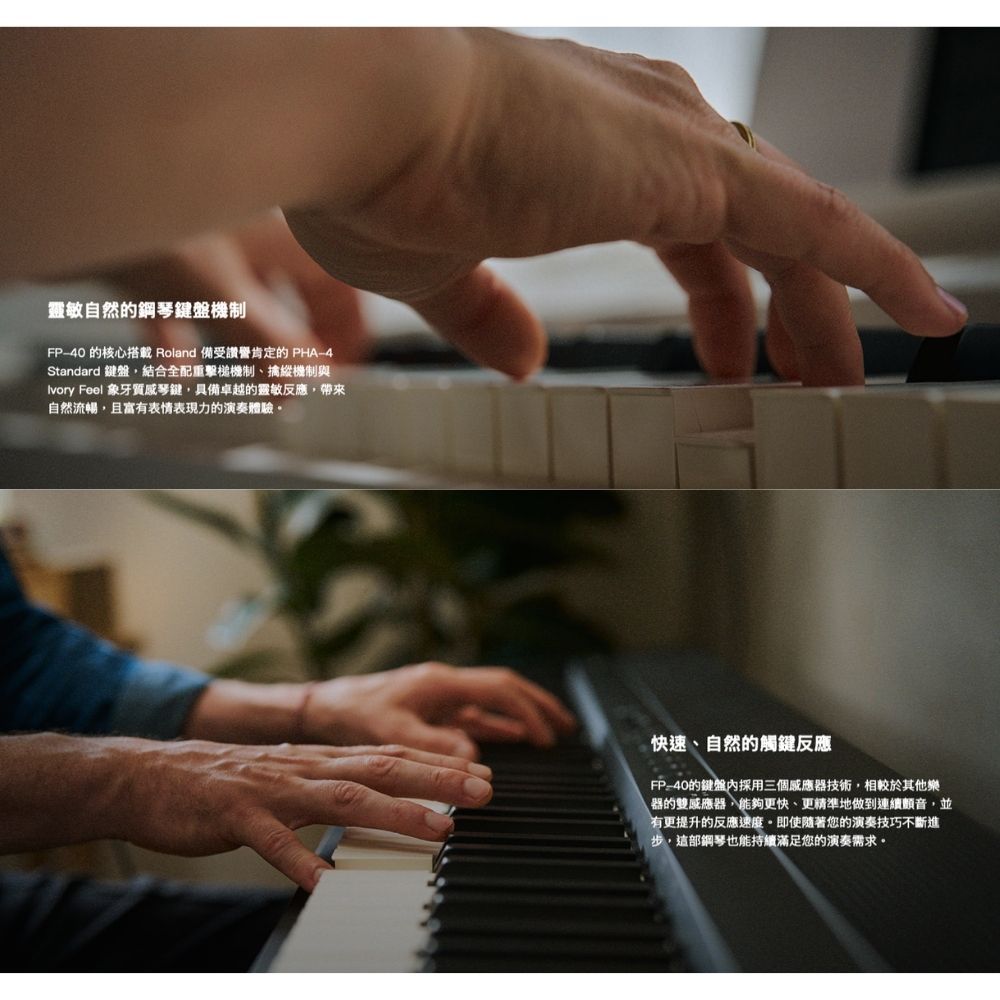 靈敏自然的鋼琴鍵盤機制
FP-40 的核心搭載 Roland 備受讚譽肯定的 PHA-4
Standard 鍵盤，結合全配重擊槌機制、擒縱機制與
Ivory Feel 象牙質感琴鍵，具備卓越的靈敏反應，帶來
自然流暢，且富有表情表現力的演奏體驗。
快速、自然的觸鍵反應
FP-40的鍵盤內採用三個感應器技術，相較於其他樂
器的雙感應器，能夠更快、更精準地做到連續顫音，並
有更提升的反應速度。即使隨著您的演奏技巧不斷進
步，這部鋼琴也能持續滿足您的演奏需求。